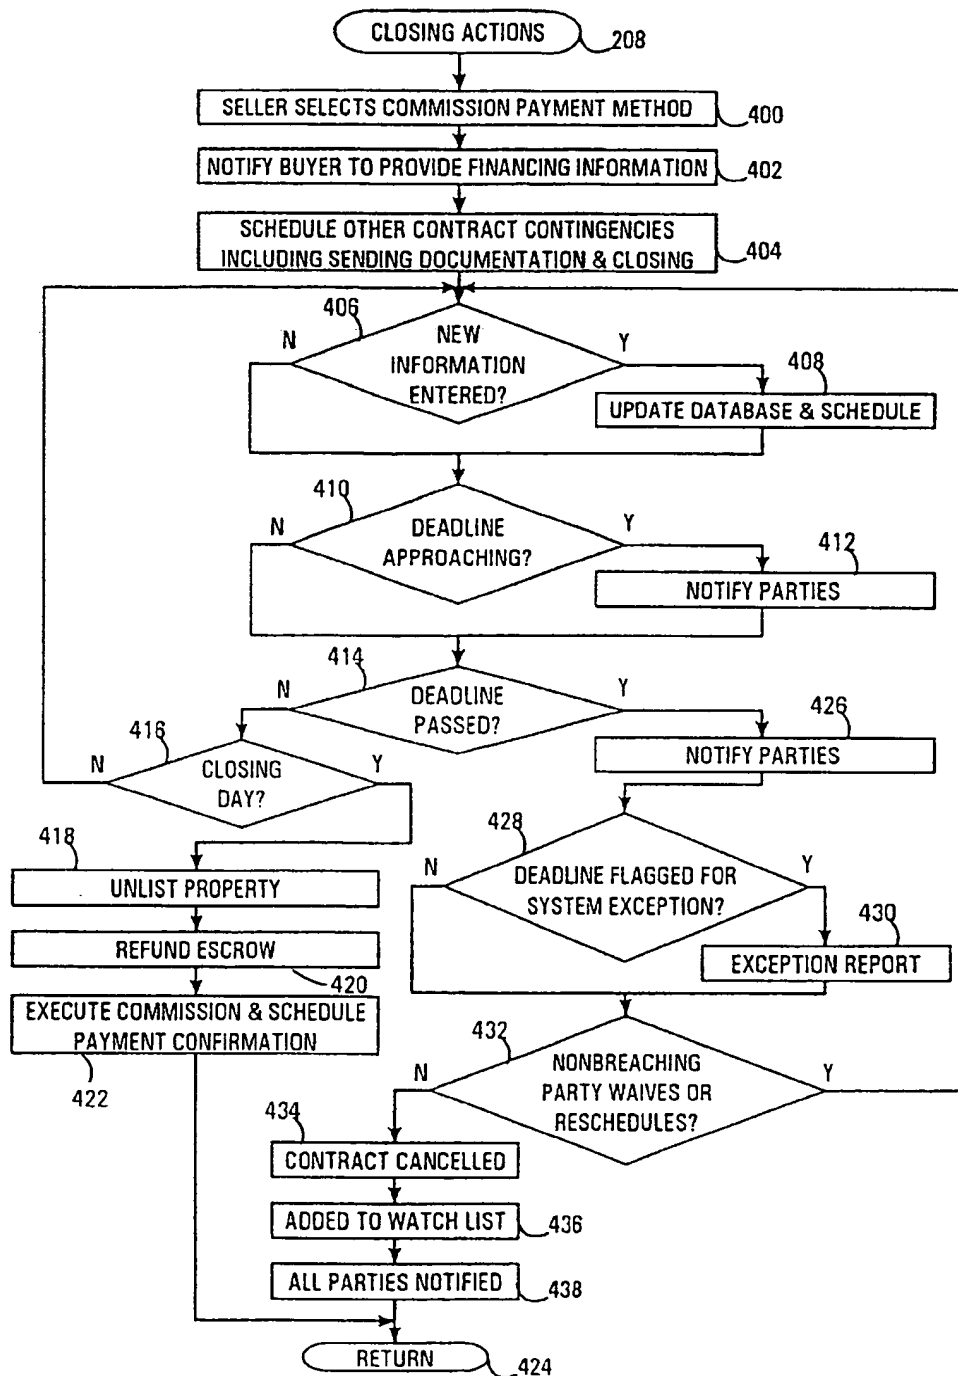 CLOSING ACTIONS
208
SELLER SELECTS COMMISSION PAYMENT METHOD
400
NOTIFY BUYER TO PROVIDE FINANCING INFORMATION
402
SCHEDULE OTHER CONTRACT CONTINGENCIES
INCLUDING SENDING DOCUMENTATION & CLOSING
404
406
N
NEW
INFORMATION
ENTERED?
Y
408
UPDATE DATABASE & SCHEDULE
410
N
DEADLINE
APPROACHING?
Y
412
NOTIFY PARTIES
414
N
DEADLINE
PASSED?
Y
426
NOTIFY PARTIES
416
N
CLOSING
DAY?
Y
418
UNLIST PROPERTY
REFUND ESCROW
420
EXECUTE COMMISSION & SCHEDULE
PAYMENT CONFIRMATION
422
428
N
DEADLINE FLAGGED FOR
SYSTEM EXCEPTION?
Y
430
EXCEPTION REPORT
432
N
NONBREACHING
PARTY WAIVES OR
RESCHEDULES?
Y
434
CONTRACT CANCELLED
ADDED TO WATCH LIST
436
ALL PARTIES NOTIFIED
438
RETURN
424